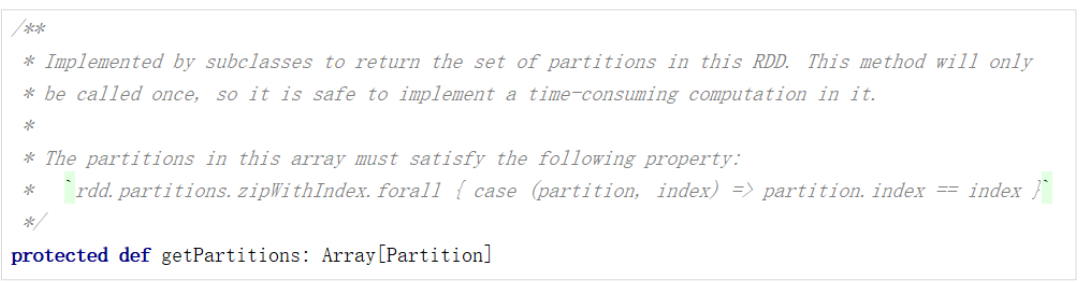 /**
 * Implemented by subclasses to return the set of partitions in this RDD. This method will only
 * be called once, so it is safe to implement a time-consuming computation in it.
 *
 * The partitions in this array must satisfy the following property:
 *   `rdd.partitions.zipWithIndex.forall { case (partition, index) => partition.index == index }`
 */
protected def getPartitions: Array[Partition]